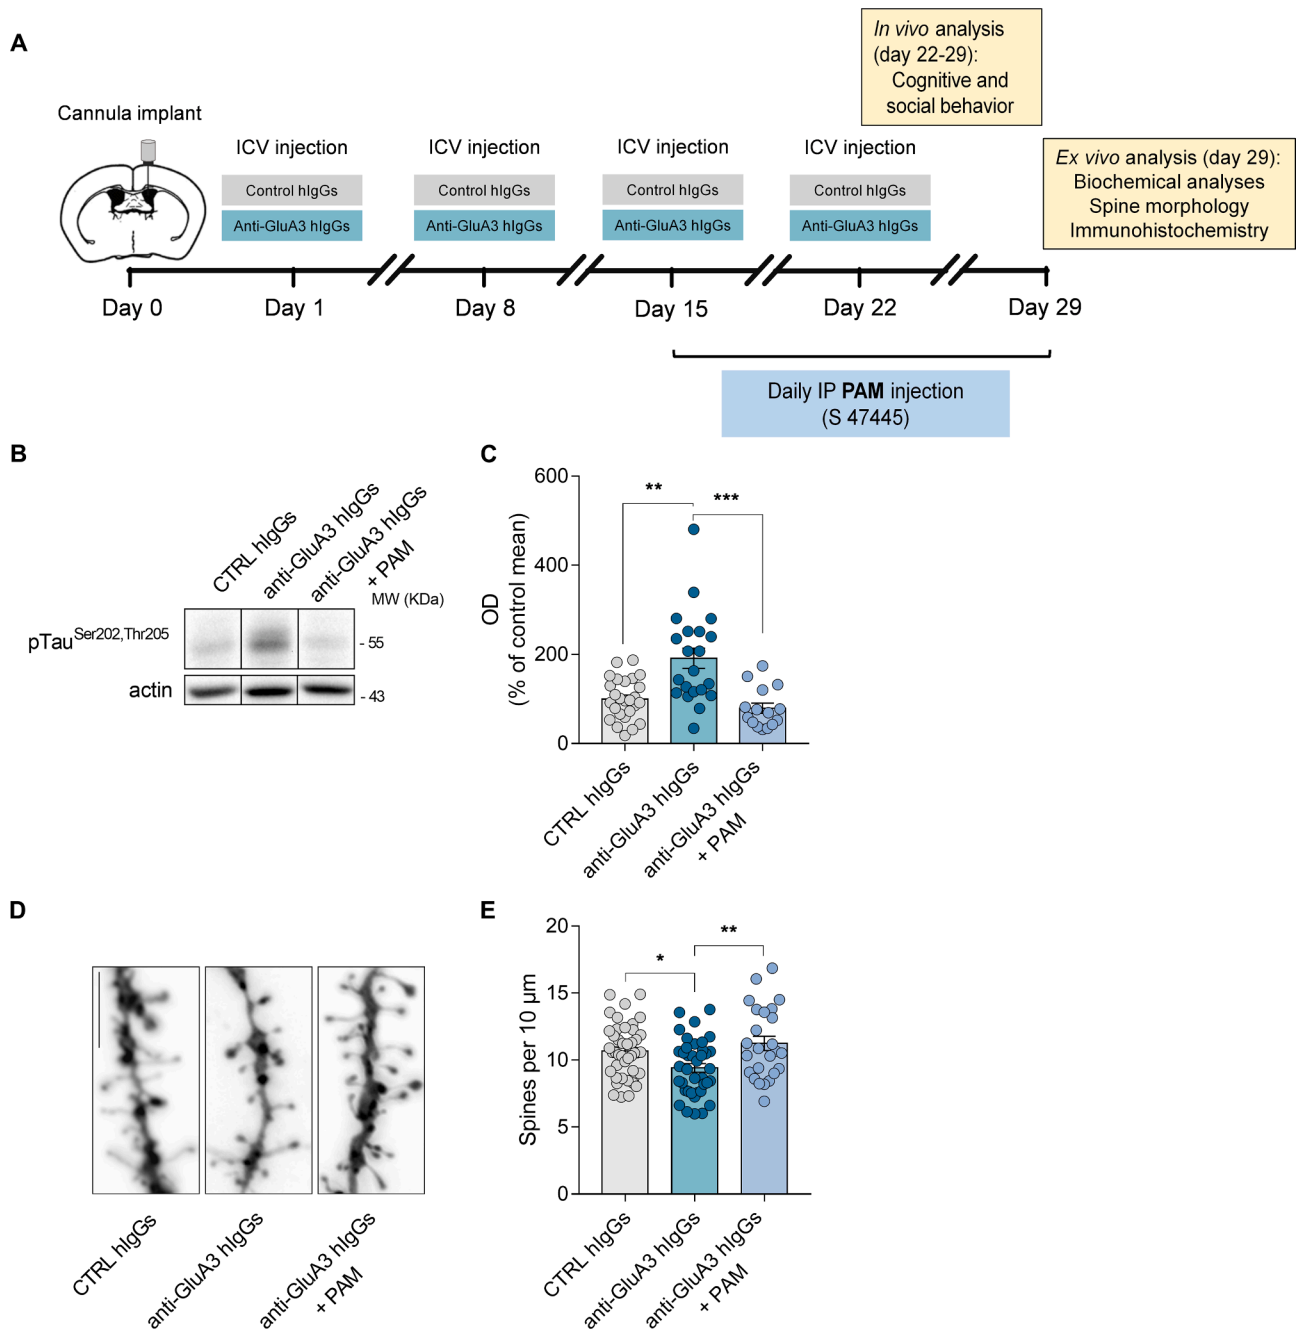 A
Cannula implant
ICV injection
Control hIgGs
Anti-GluA3 hIgGs
ICV injection
Control hIgGs
Anti-GluA3 hIgGs
ICV injection
Control hIgGs
Anti-GluA3 hIgGs
ICV injection
Control hIgGs
Anti-GluA3 hIgGs
In vivo analysis
(day 22-29):
Cognitive and
social behavior
Ex vivo analysis (day 29):
Biochemical analyses
Spine morphology
Immunohistochemistry
Day 0
Day 1
Day 8
Day 15
Day 22
Day 29
Daily IP PAM injection
(S 47445)
B
CTRL hIgGs
anti-GluA3 hIgGs
anti-GluA3 hIgGs
+ PAM
MW (KDa)
pTau Ser202,Thr205
- 55
actin
- 43
C
OD
(% of control mean)
600
400
200
0
**
***
CTRL hIgGs
anti-GluA3 hIgGs
anti-GluA3 hIgGs
+ PAM
D
CTRL hIgGs
anti-GluA3 hIgGs
anti-GluA3 hIgGs
+ PAM
E
Spines per 10 µm
20
15
10
5
0
*
**
CTRL hIgGs
anti-GluA3 hIgGs
anti-GluA3 hIgGs
+ PAM